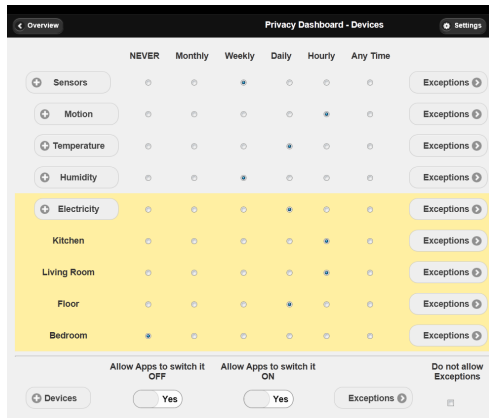 Overview Privacy Dashboard - Devices Settings
NEVER Monthly Weekly Daily Hourly Any Time
Sensors Exceptions
Motion Exceptions
Temperature Exceptions
Humidity Exceptions
Electricity Exceptions
Kitchen Exceptions
Living Room Exceptions
Floor Exceptions
Bedroom Exceptions
Allow Apps to switch it OFF Allow Apps to switch it ON Do not allow Exceptions
Devices Yes Yes Exceptions